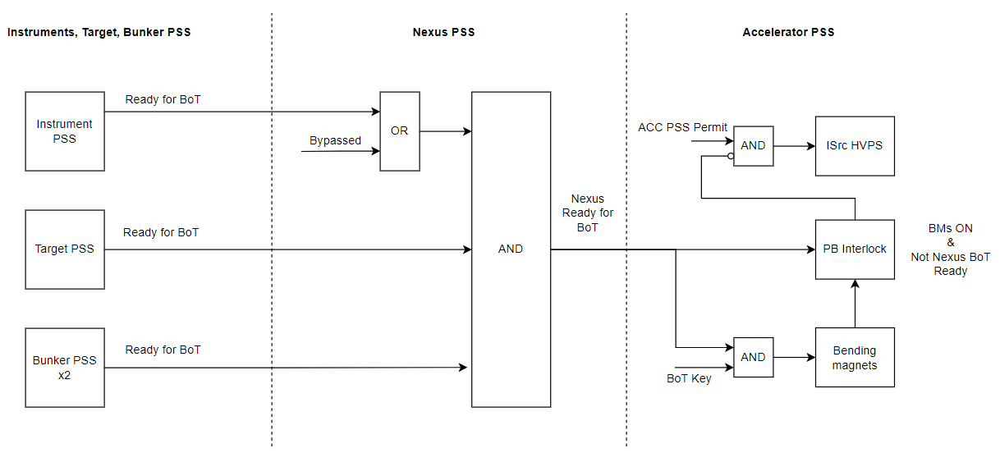 Instruments, Target, Bunker PSS
Nexus PSS
Accelerator PSS
Instrument
PSS
Ready for BoT
Bypassed
OR
ACC PSS Permit
AND
ISrc HVPS
Target PSS
Ready for BoT
AND
Nexus
Ready for
BoT
PB Interlock
BMs ON
&
Not Nexus BoT
Ready
Bunker PSS
x2
Ready for BoT
BoT Key
AND
Bending
magnets